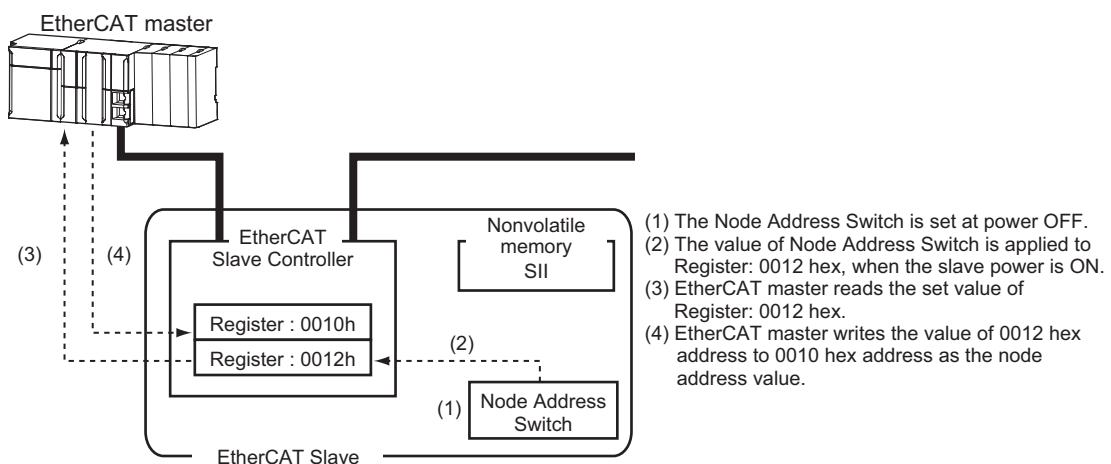 EtherCAT master
(3)
(4)
EtherCAT
Slave Controller
Nonvolatile
memory
SII
Register : 0010h
Register : 0012h
(2)
(1)
Node Address
Switch
EtherCAT Slave
(1) The Node Address Switch is set at power OFF.
(2) The value of Node Address Switch is applied to
Register: 0012 hex, when the slave power is ON.
(3) EtherCAT master reads the set value of
Register: 0012 hex.
(4) EtherCAT master writes the value of 0012 hex
address to 0010 hex address as the node
address value.